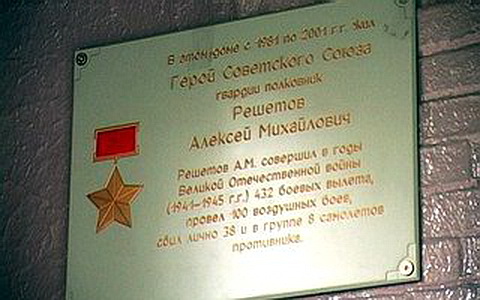 В этом доме с 1981 по 2001 г.г. жил
Герой Советского Союза
гвардии полковник
Решетов
Алексей Михайлович
Решетов А.М. совершил в годы
Великой Отечественной войны
(1941-1945 г.г.) 432 боевых вылета,
провел 100 воздушных боев,
сбил лично 38 и в группе 8 самолетов
противника.